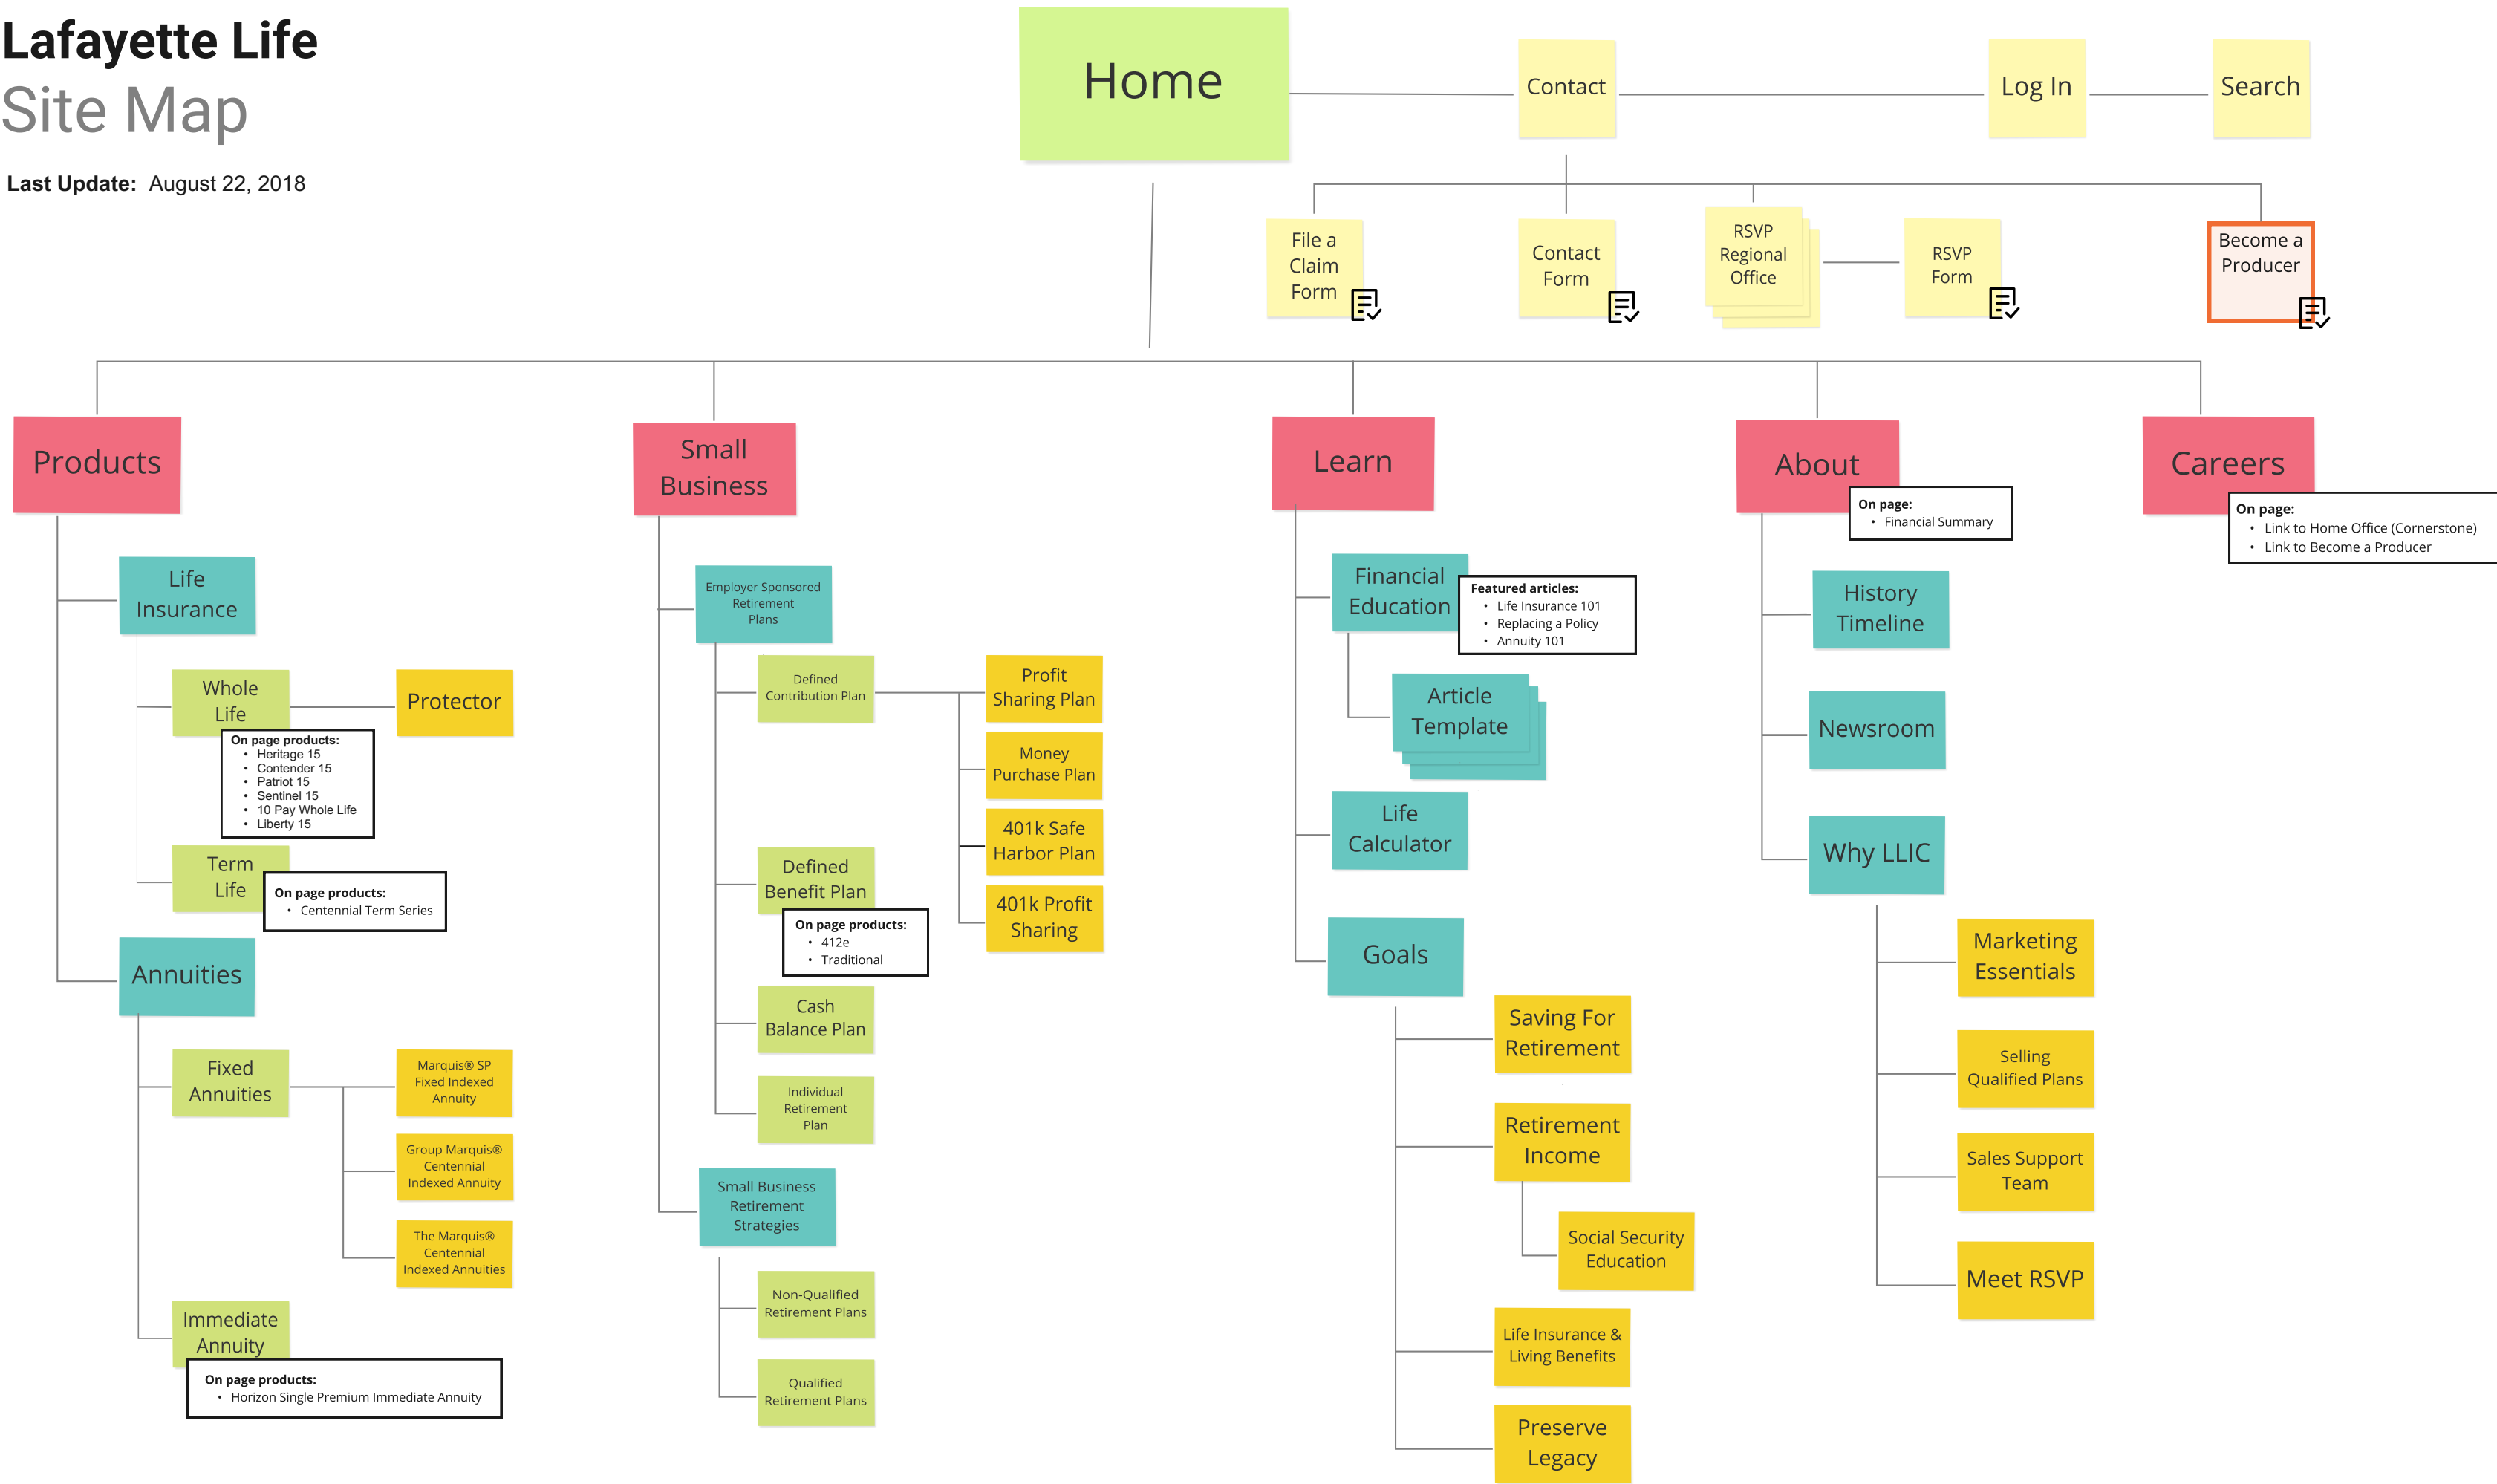 Lafayette Life
Site Map
Last Update: August 22, 2018
Home
Contact
Log In
Search
File a
Claim
Form
Contact
Form
RSVP
Regional
Office
RSVP
Form
Become a
Producer
Products
Life
Insurance
Whole
Life
On page products:
• Heritage 15
• Contender 15
• Patriot 15
• Sentinel 15
• 10 Pay Whole Life
• Liberty 15
Protector
Term
Life
On page products:
• Centennial Term Series
Annuities
Fixed
Annuities
Marquis® SP
Fixed Indexed
Annuity
Group Marquis®
Centennial
Indexed Annuity
The Marquis®
Centennial
Indexed Annuities
Immediate
Annuity
On page products:
• Horizon Single Premium Immediate Annuity
Small
Business
Employer Sponsored
Retirement
Plans
Defined
Contribution Plan
Profit
Sharing Plan
Money
Purchase Plan
401k Safe
Harbor Plan
401k Profit
Sharing
Defined
Benefit Plan
On page products:
• 412e
• Traditional
Cash
Balance Plan
Individual
Retirement
Plan
Small Business
Retirement
Strategies
Non-Qualified
Retirement Plans
Qualified
Retirement Plans
Learn
Financial
Education
Featured articles:
• Life Insurance 101
• Replacing a Policy
• Annuity 101
Article
Template
Life
Calculator
Goals
Saving For
Retirement
Retirement
Income
Social Security
Education
Life Insurance &
Living Benefits
Preserve
Legacy
About
On page:
• Financial Summary
History
Timeline
Newsroom
Why LLIC
Marketing
Essentials
Selling
Qualified Plans
Sales Support
Team
Meet RSVP
Careers
On page:
• Link to Home Office (Cornerstone)
• Link to Become a Producer